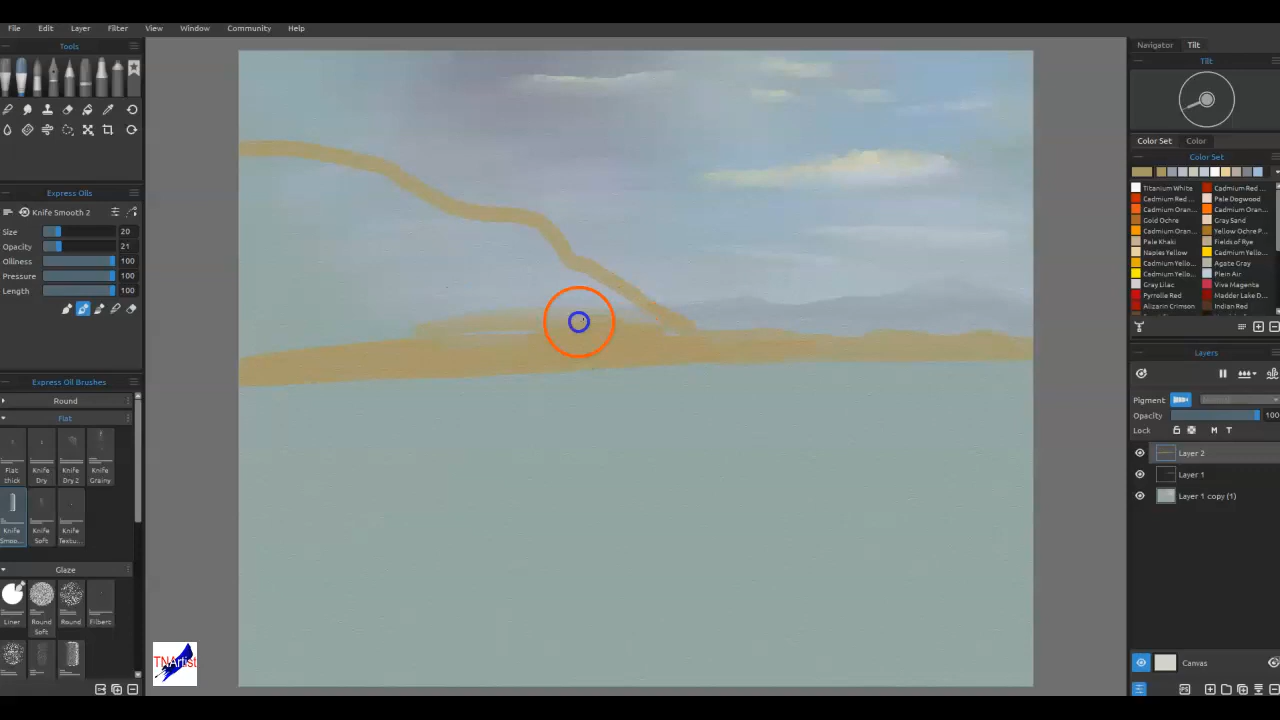 File Edit Layer Filter View Window Community Help
Tools
Navigator Tilt
Tilt
Color Set Color
Color Set
Titanium White Cadmium Red ...
Cadmium Red ... Pale Dogwood
Cadmium Oran... Cadmium Oran...
Gold Ochre Gray Sand
Cadmium Oran... Yellow Ochre P...
Pale Khaki Fields of Rye
Naples Yellow Cadmium Yello...
Cadmium Yello... Agate Gray
Cadmium Yello... Plein Air
Gray Lilac Viva Magenta
Pyrrolla Red Madder Lake D...
Alizarin Crimson Indian Red
Express Oils
Knife Smooth 2
Size 20
Opacity 21
Oiliness 100
Pressure 100
Length 100
Express Oil Brushes
Round
Flat
Flat thick
Knife Dry
Knife Dry 2
Knife Grainy
Knife Smoo...
Knife Soft
Knife Textu...
Glaze
Liner
Round Soft
Round
Filbert
Layers
Pigment
Opacity 100
Lock M T
Layer 2
Layer 1
Layer 1 copy (1)
Canvas
TNArtist